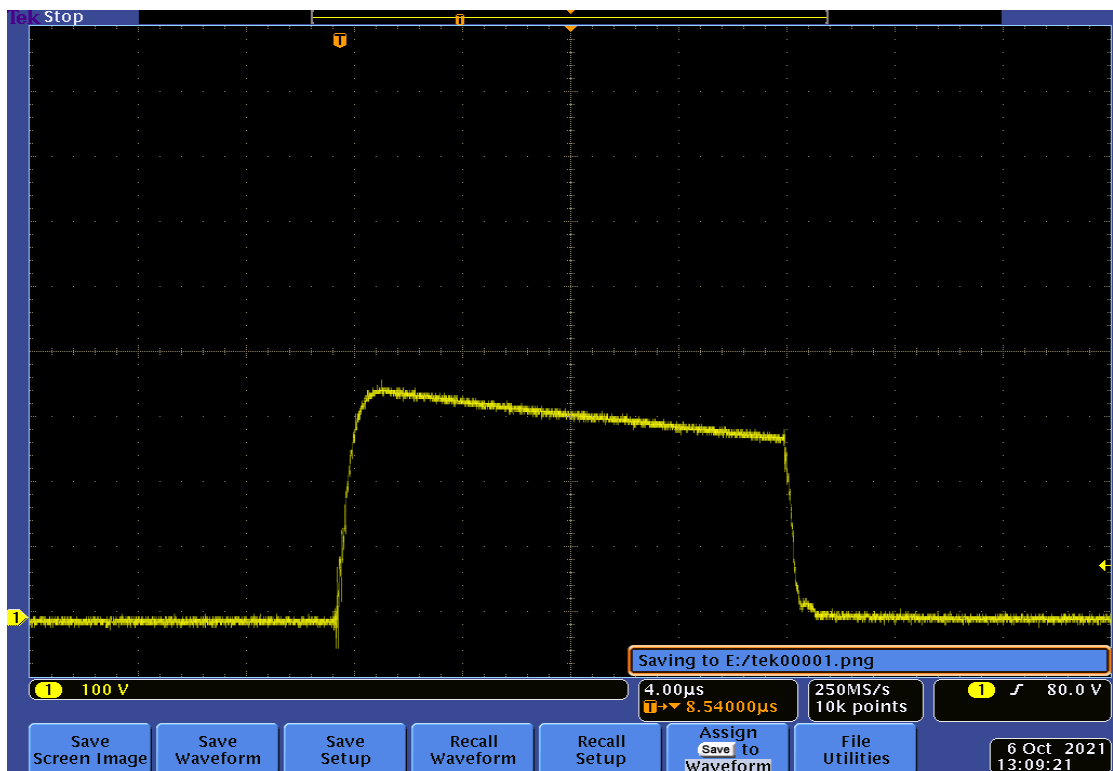 Tek Stop
T
T
1
Saving to E:/tek00001.png
1 100 V
4.00µs
T→▼ 8.54000µs
250MS/s
10k points
1 ƒ 80.0 V
Save
Screen Image
Save
Waveform
Save
Setup
Recall
Waveform
Recall
Setup
Assign
Save to
Waveform
File
Utilities
6 Oct 2021
13:09:21